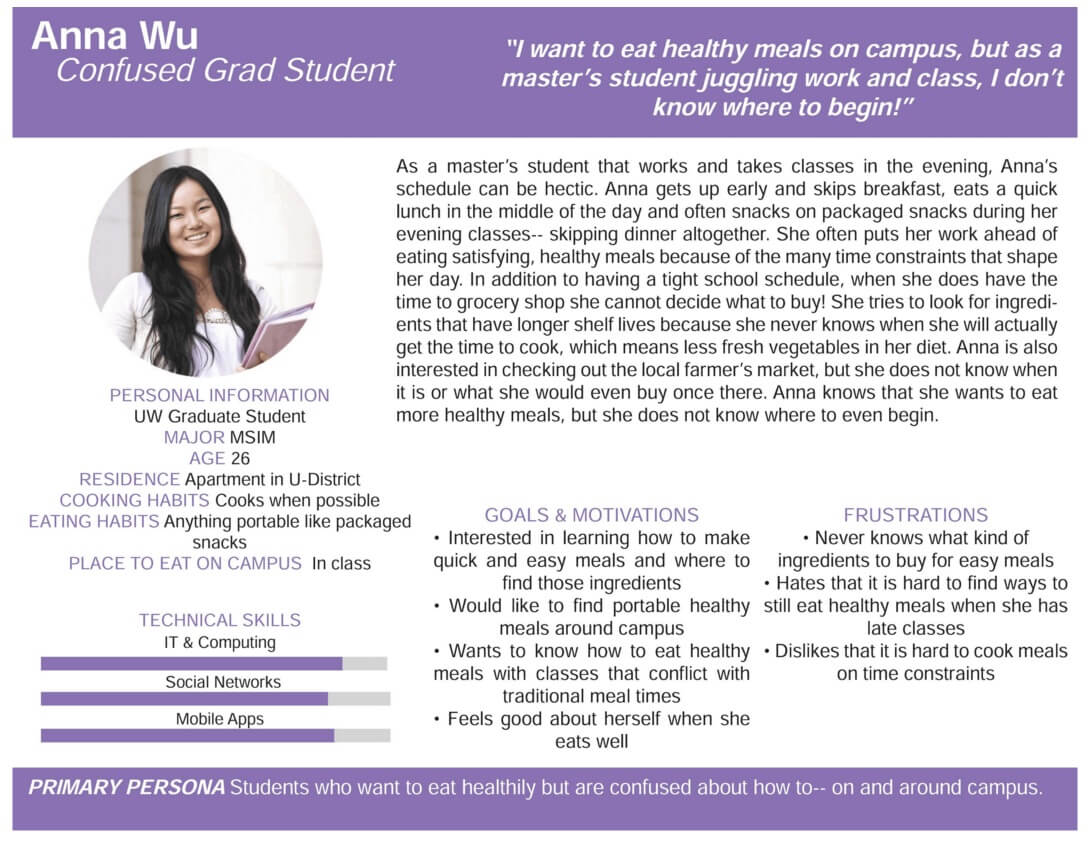 Anna Wu
Confused Grad Student
"I want to eat healthy meals on campus, but as a
master's student juggling work and class, I don't
know where to begin!"
As a master's student that works and takes classes in the evening, Anna's
schedule can be hectic. Anna gets up early and skips breakfast, eats a quick
lunch in the middle of the day and often snacks on packaged snacks during her
evening classes-- skipping dinner altogether. She often puts her work ahead of
eating satisfying, healthy meals because of the many time constraints that shape
her day. In addition to having a tight school schedule, when she does have the
time to grocery shop she cannot decide what to buy! She tries to look for ingredi-
ents that have longer shelf lives because she never knows when she will actually
get the time to cook, which means less fresh vegetables in her diet. Anna is also
interested in checking out the local farmer's market, but she does not know when
it is or what she would even buy once there. Anna knows that she wants to eat
more healthy meals, but she does not know where to even begin.
PERSONAL INFORMATION
UW Graduate Student
MAJOR MSIM
AGE 26
RESIDENCE Apartment in U-District
COOKING HABITS Cooks when possible
EATING HABITS Anything portable like packaged
snacks
PLACE TO EAT ON CAMPUS In class
TECHNICAL SKILLS
IT & Computing
Social Networks
Mobile Apps
GOALS & MOTIVATIONS
• Interested in learning how to make
quick and easy meals and where to
find those ingredients
• Would like to find portable healthy
meals around campus
• Wants to know how to eat healthy
meals with classes that conflict with
traditional meal times
• Feels good about herself when she
eats well
FRUSTRATIONS
• Never knows what kind of
ingredients to buy for easy meals
• Hates that it is hard to find ways to
still eat healthy meals when she has
late classes
• Dislikes that it is hard to cook meals
on time constraints
PRIMARY PERSONA Students who want to eat healthily but are confused about how to-- on and around campus.